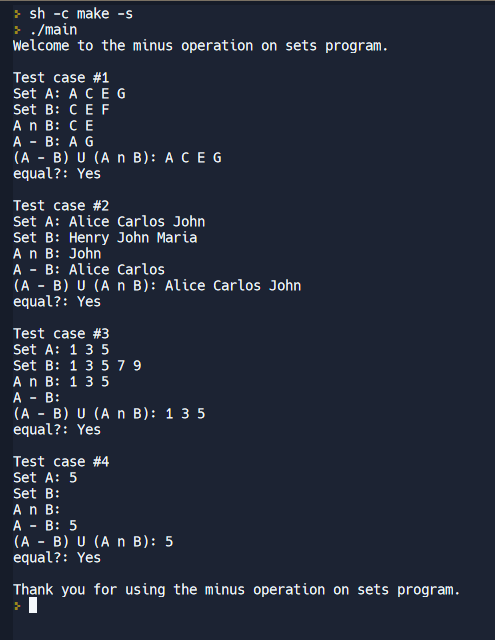 > sh -c make -s
> ./main
Welcome to the minus operation on sets program.

Test case #1
Set A: A C E G
Set B: C E F
A n B: C E
A - B: A G
(A - B) U (A n B): A C E G
equal?: Yes

Test case #2
Set A: Alice Carlos John
Set B: Henry John Maria
A n B: John
A - B: Alice Carlos
(A - B) U (A n B): Alice Carlos John
equal?: Yes

Test case #3
Set A: 1 3 5
Set B: 1 3 5 7 9
A n B: 1 3 5
A - B:
(A - B) U (A n B): 1 3 5
equal?: Yes

Test case #4
Set A: 5
Set B:
A n B:
A - B: 5
(A - B) U (A n B): 5
equal?: Yes

Thank you for using the minus operation on sets program.
>